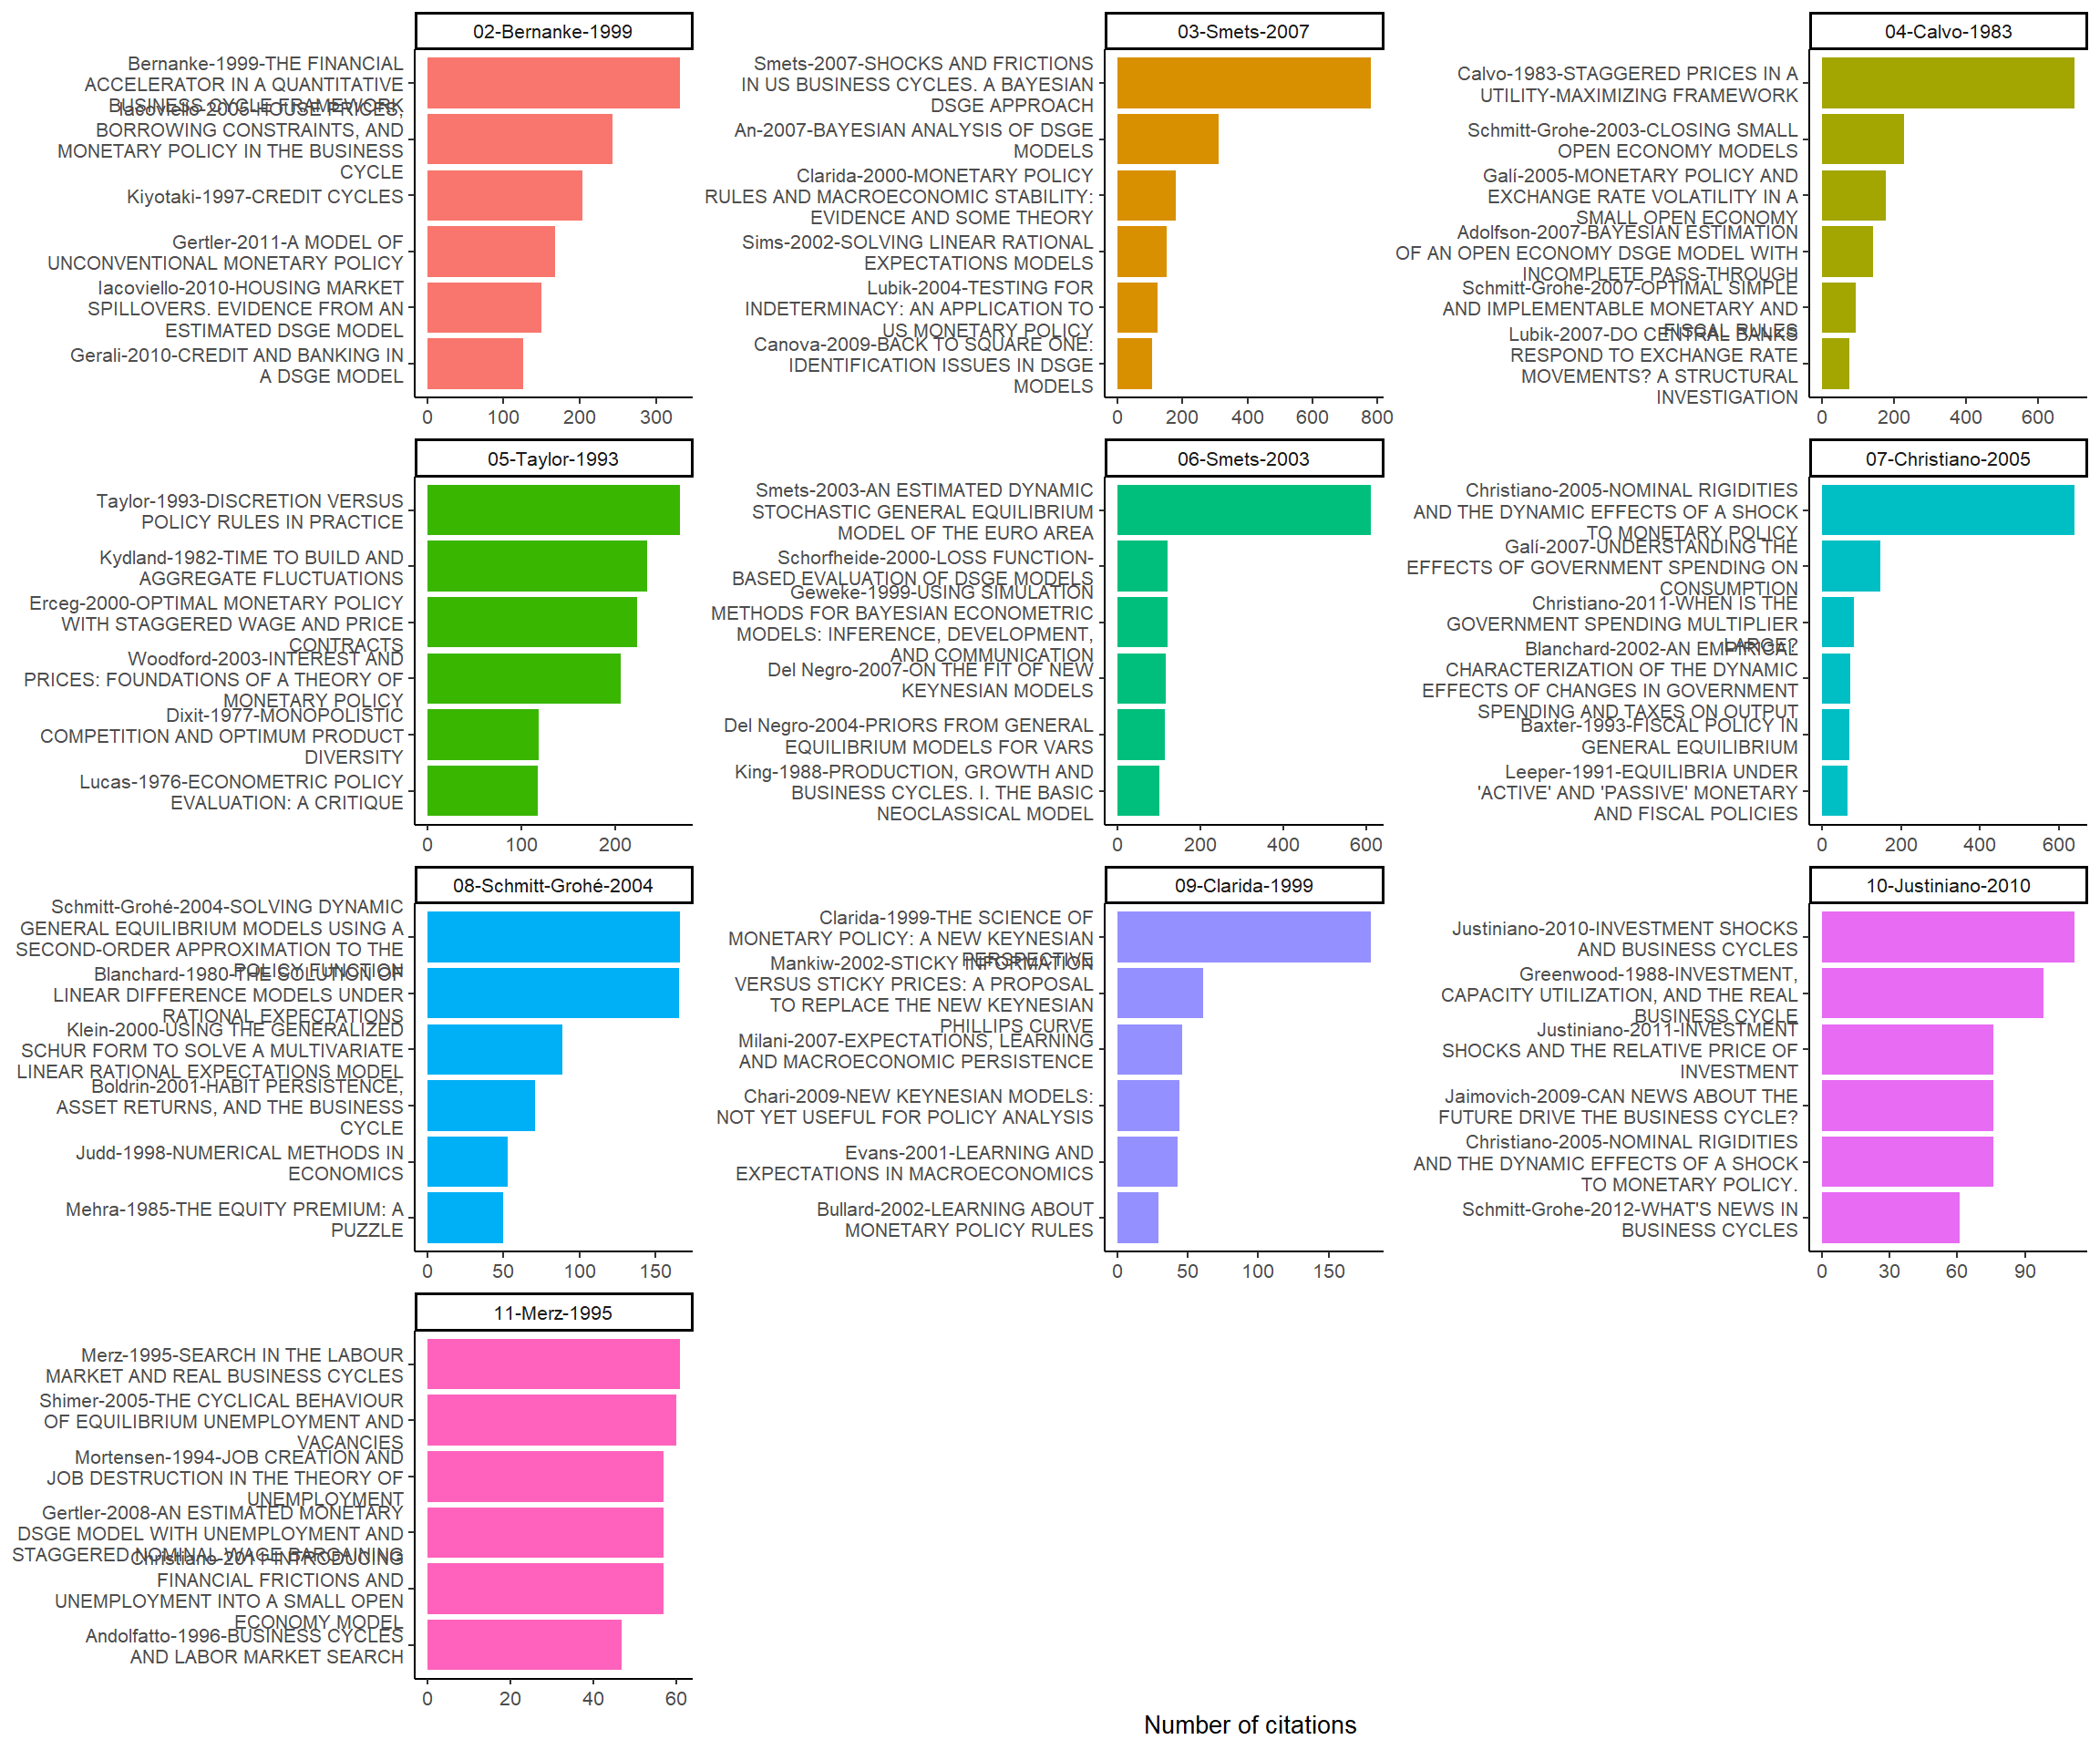 02-Bernanke-1999
Bernanke-1999-THE FINANCIAL
ACCELERATOR IN A QUANTITATIVE
BUSINESS CYCLE FRAMEWORK
Iacoviello-2005-HOUSE PRICES,
BORROWING CONSTRAINTS, AND
MONETARY POLICY IN THE BUSINESS
CYCLE
Kiyotaki-1997-CREDIT CYCLES
Gertler-2011-A MODEL OF
UNCONVENTIONAL MONETARY POLICY
Iacoviello-2010-HOUSING MARKET
SPILLOVERS. EVIDENCE FROM AN
ESTIMATED DSGE MODEL
Gerali-2010-CREDIT AND BANKING IN
A DSGE MODEL
0 100 200 300
03-Smets-2007
Smets-2007-SHOCKS AND FRICTIONS
IN US BUSINESS CYCLES. A BAYESIAN
DSGE APPROACH
An-2007-BAYESIAN ANALYSIS OF DSGE
MODELS
Clarida-2000-MONETARY POLICY
RULES AND MACROECONOMIC STABILITY:
EVIDENCE AND SOME THEORY
Sims-2002-SOLVING LINEAR RATIONAL
EXPECTATIONS MODELS
Lubik-2004-TESTING FOR
INDETERMINACY: AN APPLICATION TO
US MONETARY POLICY
Canova-2009-BACK TO SQUARE ONE:
IDENTIFICATION ISSUES IN DSGE
MODELS
0 200 400 600 800
04-Calvo-1983
Calvo-1983-STAGGERED PRICES IN A
UTILITY-MAXIMIZING FRAMEWORK
Schmitt-Grohe-2003-CLOSING SMALL
OPEN ECONOMY MODELS
Galí-2005-MONETARY POLICY AND
EXCHANGE RATE VOLATILITY IN A
SMALL OPEN ECONOMY
Adolfson-2007-BAYESIAN ESTIMATION
OF AN OPEN ECONOMY DSGE MODEL WITH
INCOMPLETE PASS-THROUGH
Schmitt-Grohe-2007-OPTIMAL SIMPLE
AND IMPLEMENTABLE MONETARY AND
FISCAL RULES
Lubik-2007-DO CENTRAL BANKS
RESPOND TO EXCHANGE RATE
MOVEMENTS? A STRUCTURAL
INVESTIGATION
0 200 400 600
05-Taylor-1993
Taylor-1993-DISCRETION VERSUS
POLICY RULES IN PRACTICE
Kydland-1982-TIME TO BUILD AND
AGGREGATE FLUCTUATIONS
Erceg-2000-OPTIMAL MONETARY POLICY
WITH STAGGERED WAGE AND PRICE
CONTRACTS
Woodford-2003-INTEREST AND
PRICES: FOUNDATIONS OF A THEORY OF
MONETARY POLICY
Dixit-1977-MONOPOLISTIC
COMPETITION AND OPTIMUM PRODUCT
DIVERSITY
Lucas-1976-ECONOMETRIC POLICY
EVALUATION: A CRITIQUE
0 100 200
06-Smets-2003
Smets-2003-AN ESTIMATED DYNAMIC
STOCHASTIC GENERAL EQUILIBRIUM
MODEL OF THE EURO AREA
Schorfheide-2000-LOSS FUNCTION-
BASED EVALUATION OF DSGE MODELS
Geweke-1999-USING SIMULATION
METHODS FOR BAYESIAN ECONOMETRIC
MODELS: INFERENCE, DEVELOPMENT,
AND COMMUNICATION
Del Negro-2007-ON THE FIT OF NEW
KEYNESIAN MODELS
Del Negro-2004-PRIORS FROM GENERAL
EQUILIBRIUM MODELS FOR VARS
King-1988-PRODUCTION, GROWTH AND
BUSINESS CYCLES. I. THE BASIC
NEOCLASSICAL MODEL
0 200 400 600
07-Christiano-2005
Christiano-2005-NOMINAL RIGIDITIES
AND THE DYNAMIC EFFECTS OF A SHOCK
TO MONETARY POLICY
Galí-2007-UNDERSTANDING THE
EFFECTS OF GOVERNMENT SPENDING ON
CONSUMPTION
Christiano-2011-WHEN IS THE
GOVERNMENT SPENDING MULTIPLIER
LARGE?
Blanchard-2002-AN EMPIRICAL
CHARACTERIZATION OF THE DYNAMIC
EFFECTS OF CHANGES IN GOVERNMENT
SPENDING AND TAXES ON OUTPUT
Baxter-1993-FISCAL POLICY IN
GENERAL EQUILIBRIUM
Leeper-1991-EQUILIBRIA UNDER
'ACTIVE' AND 'PASSIVE' MONETARY
AND FISCAL POLICIES
0 200 400 600
08-Schmitt-Grohé-2004
Schmitt-Grohé-2004-SOLVING DYNAMIC
GENERAL EQUILIBRIUM MODELS USING A
SECOND-ORDER APPROXIMATION TO THE
POLICY FUNCTION
Blanchard-1980-THE SOLUTION OF
LINEAR DIFFERENCE MODELS UNDER
RATIONAL EXPECTATIONS
Klein-2000-USING THE GENERALIZED
SCHUR FORM TO SOLVE A MULTIVARIATE
LINEAR RATIONAL EXPECTATIONS MODEL
Boldrin-2001-HABIT PERSISTENCE,
ASSET RETURNS, AND THE BUSINESS
CYCLE
Judd-1998-NUMERICAL METHODS IN
ECONOMICS
Mehra-1985-THE EQUITY PREMIUM: A
PUZZLE
0 50 100 150
09-Clarida-1999
Clarida-1999-THE SCIENCE OF
MONETARY POLICY: A NEW KEYNESIAN
PERSPECTIVE
Mankiw-2002-STICKY INFORMATION
VERSUS STICKY PRICES: A PROPOSAL
TO REPLACE THE NEW KEYNESIAN
PHILLIPS CURVE
Milani-2007-EXPECTATIONS, LEARNING
AND MACROECONOMIC PERSISTENCE
Chari-2009-NEW KEYNESIAN MODELS:
NOT YET USEFUL FOR POLICY ANALYSIS
Evans-2001-LEARNING AND
EXPECTATIONS IN MACROECONOMICS
Bullard-2002-LEARNING ABOUT
MONETARY POLICY RULES
0 50 100 150
10-Justiniano-2010
Justiniano-2010-INVESTMENT SHOCKS
AND BUSINESS CYCLES
Greenwood-1988-INVESTMENT,
CAPACITY UTILIZATION, AND THE REAL
BUSINESS CYCLE
Justiniano-2011-INVESTMENT
SHOCKS AND THE RELATIVE PRICE OF
INVESTMENT
Jaimovich-2009-CAN NEWS ABOUT THE
FUTURE DRIVE THE BUSINESS CYCLE?
Christiano-2005-NOMINAL RIGIDITIES
AND THE DYNAMIC EFFECTS OF A SHOCK
TO MONETARY POLICY.
Schmitt-Grohe-2012-WHAT'S NEWS IN
BUSINESS CYCLES
0 30 60 90
11-Merz-1995
Merz-1995-SEARCH IN THE LABOUR
MARKET AND REAL BUSINESS CYCLES
Shimer-2005-THE CYCLICAL BEHAVIOUR
OF EQUILIBRIUM UNEMPLOYMENT AND
VACANCIES
Mortensen-1994-JOB CREATION AND
JOB DESTRUCTION IN THE THEORY OF
UNEMPLOYMENT
Gertler-2008-AN ESTIMATED MONETARY
DSGE MODEL WITH UNEMPLOYMENT AND
STAGGERED NOMINAL WAGE BARGAINING
Christiano-2011-INTRODUCING
FINANCIAL FRICTIONS AND
UNEMPLOYMENT INTO A SMALL OPEN
ECONOMY MODEL
Andolfatto-1996-BUSINESS CYCLES
AND LABOR MARKET SEARCH
0 20 40 60
Number of citations